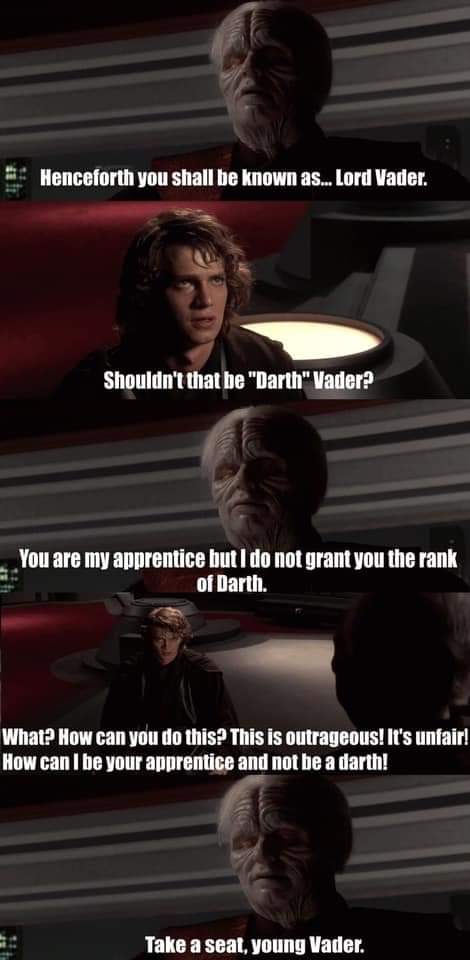 Henceforth you shall be known as... Lord Vader.
Shouldn't that be "Darth" Vader?
You are my apprentice but I do not grant you the rank
of Darth.
What? How can you do this? This is outrageous! It's unfair!
How can I be your apprentice and not be a darth!
Take a seat, young Vader.